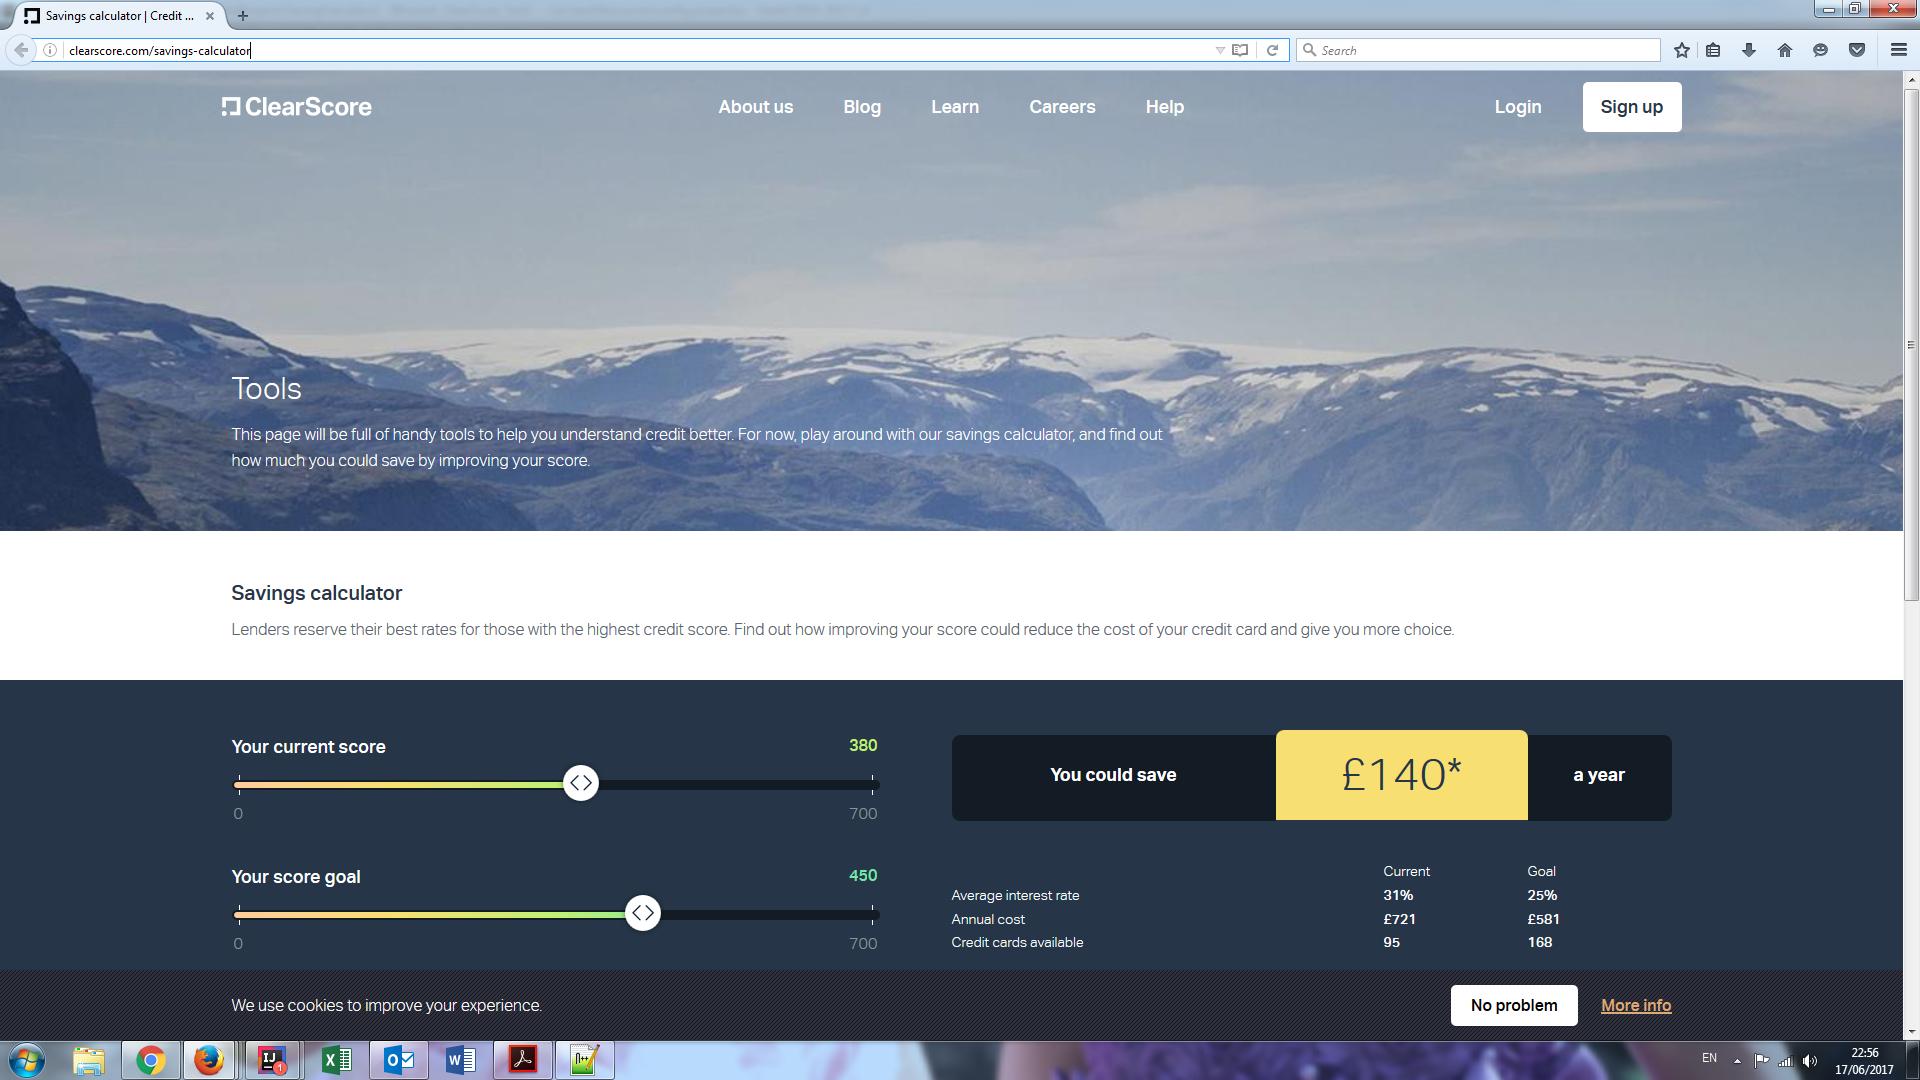 Savings calculator | Credit ...
clearscore.com/savings-calculator
Search
ClearScore
About us
Blog
Learn
Careers
Help
Login
Sign up
Tools
This page will be full of handy tools to help you understand credit better. For now, play around with our savings calculator, and find out
how much you could save by improving your score.
Savings calculator
Lenders reserve their best rates for those with the highest credit score. Find out how improving your score could reduce the cost of your credit card and give you more choice.
Your current score 380
0 700
Your score goal 450
0 700
You could save £140* a year
Current Goal
Average interest rate 31% 25%
Annual cost £721 £581
Credit cards available 95 168
We use cookies to improve your experience.
No problem
More info
IJ
1
EN
22:56
17/06/2017